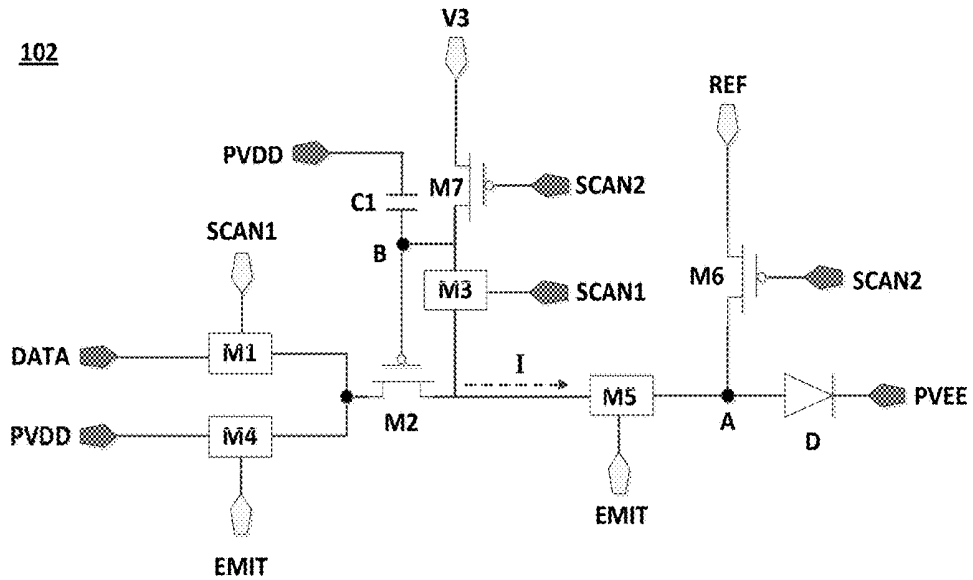 102
V3
REF
PVDD
C1
M7
SCAN2
SCAN1
B
M6
SCAN2
M3
SCAN1
DATA
M1
I
M5
PVEE
M2
A
D
PVDD
M4
EMIT
EMIT